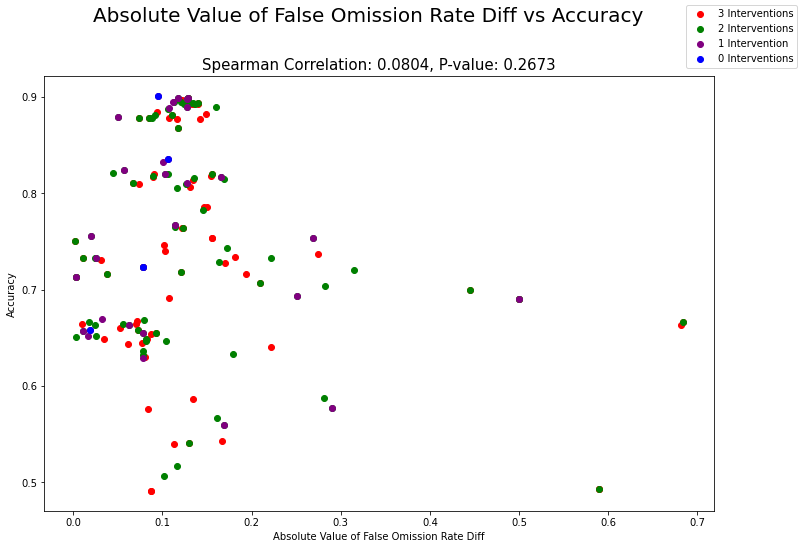 Absolute Value of False Omission Rate Diff vs Accuracy
3 Interventions
2 Interventions
1 Intervention
0 Interventions
Spearman Correlation: 0.0804, P-value: 0.2673
0.9
0.8
0.7
0.6
0.5
Accuracy
0.0 0.1 0.2 0.3 0.4 0.5 0.6 0.7
Absolute Value of False Omission Rate Diff